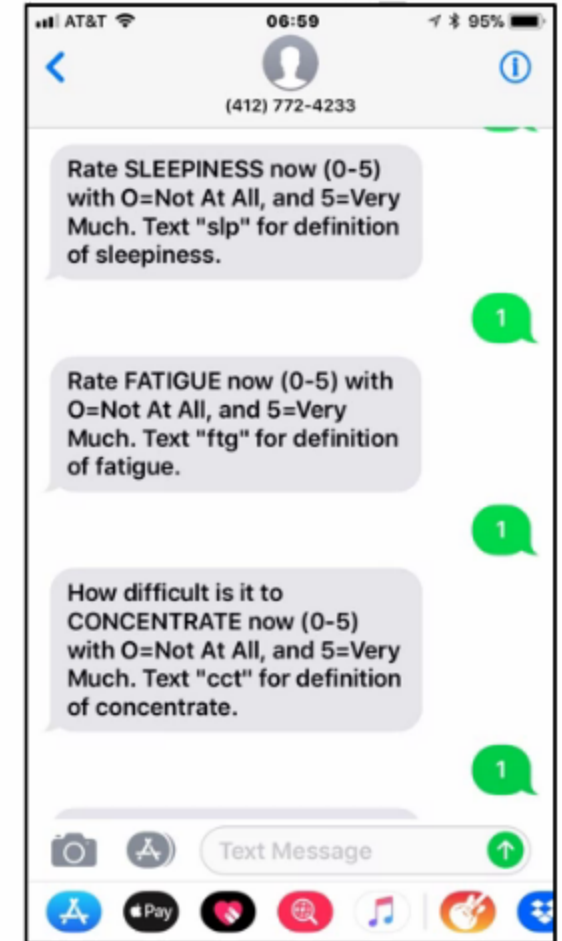 AT&T 06:59 95%
(412) 772-4233
Rate SLEEPINESS now (0-5)
with O=Not At All, and 5=Very
Much. Text "slp" for definition
of sleepiness.
1
Rate FATIGUE now (0-5) with
O=Not At All, and 5=Very
Much. Text "ftg" for definition
of fatigue.
1
How difficult is it to
CONCENTRATE now (0-5)
with O=Not At All, and 5=Very
Much. Text "cct" for definition
of concentrate.
1
Text Message
Pay